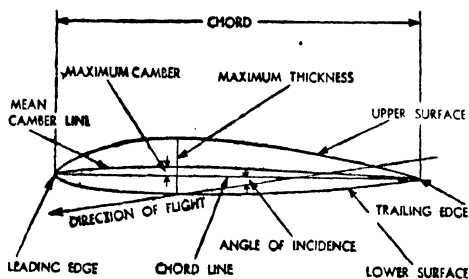 CHORD
MAXIMUM CAMBER
MAXIMUM THICKNESS
MEAN
CAMBER LINE
UPPER SURFACE
DIRECTION OF FLIGHT
TRAILING EDGE
ANGLE OF INCIDENCE
LEADING EDGE
CHORD LINE
LOWER SURFACE